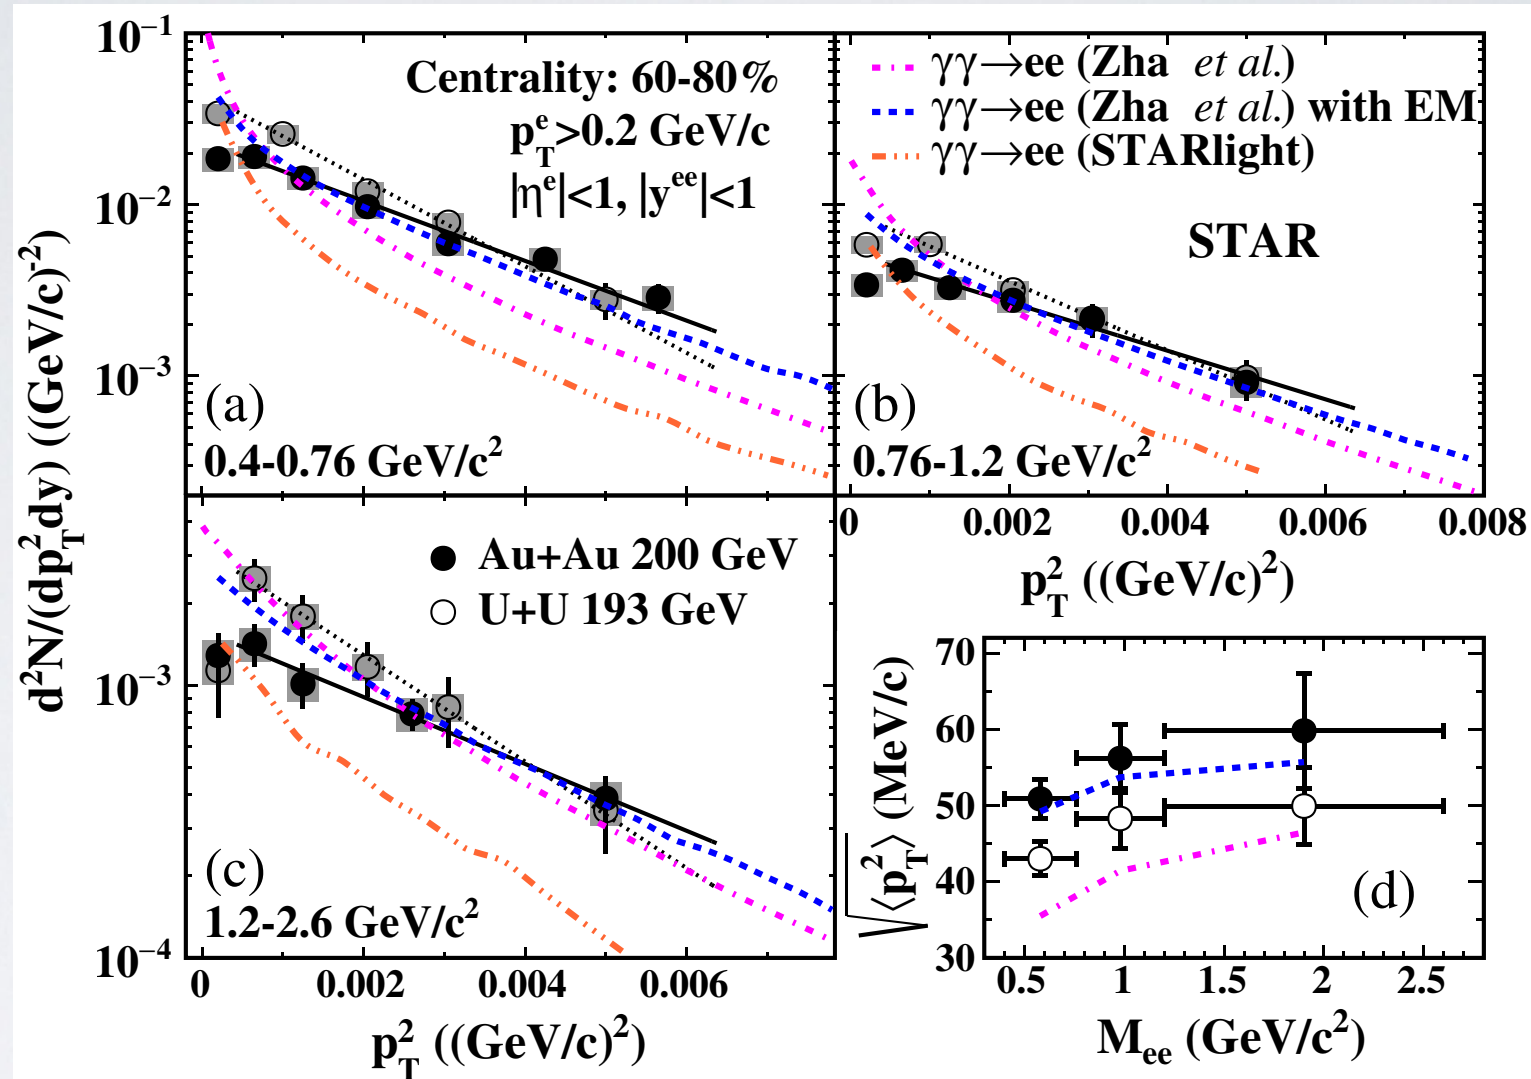 d²N/(dp_T²dy) ((GeV/c)⁻²)
10⁻¹
10⁻²
10⁻³
Centrality: 60-80%
p_T^e>0.2 GeV/c
|η^e|<1, |y^ee|<1
(a)
0.4-0.76 GeV/c²
γγ→ee (Zha et al.)
γγ→ee (Zha et al.) with EM
γγ→ee (STARlight)
STAR
(b)
0.76-1.2 GeV/c²
0 0.002 0.004 0.006 0.008
p_T² ((GeV/c)²)
Au+Au 200 GeV
U+U 193 GeV
10⁻³
10⁻⁴
(c)
1.2-2.6 GeV/c²
0 0.002 0.004 0.006
p_T² ((GeV/c)²)
√⟨p_T²⟩ (MeV/c)
70
60
50
40
30
(d)
0.5 1 1.5 2 2.5
M_ee (GeV/c²)